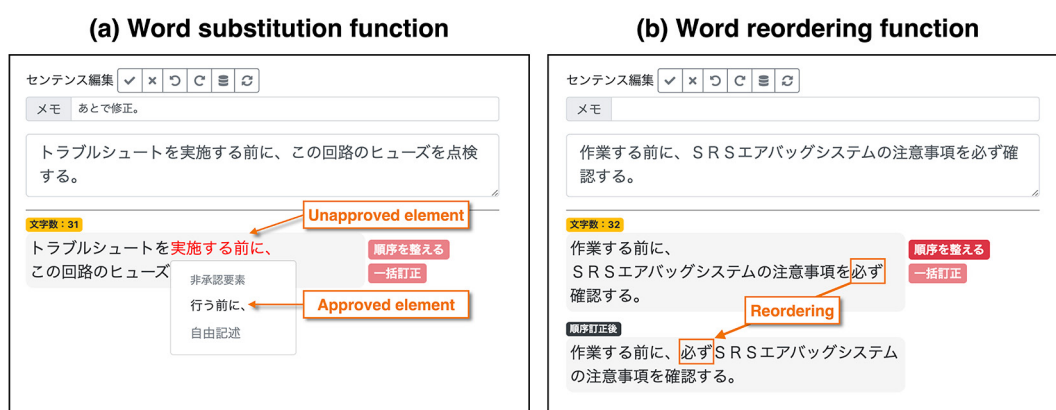 (a) Word substitution function
センテンス編集
メモ あとで修正。
トラブルシュートを実施する前に、この回路のヒューズを点検
する。
文字数：31
Unapproved element
トラブルシュートを実施する前に、
順序を整える
この回路のヒューズ
一括訂正
非承認要素
行う前に、
Approved element
自由記述
(b) Word reordering function
センテンス編集
メモ
作業する前に、ＳＲＳエアバッグシステムの注意事項を必ず確
認する。
文字数：32
作業する前に、
順序を整える
ＳＲＳエアバッグシステムの注意事項を必ず
一括訂正
確認する。
Reordering
順序訂正後
作業する前に、必ずＳＲＳエアバッグシステム
の注意事項を確認する。